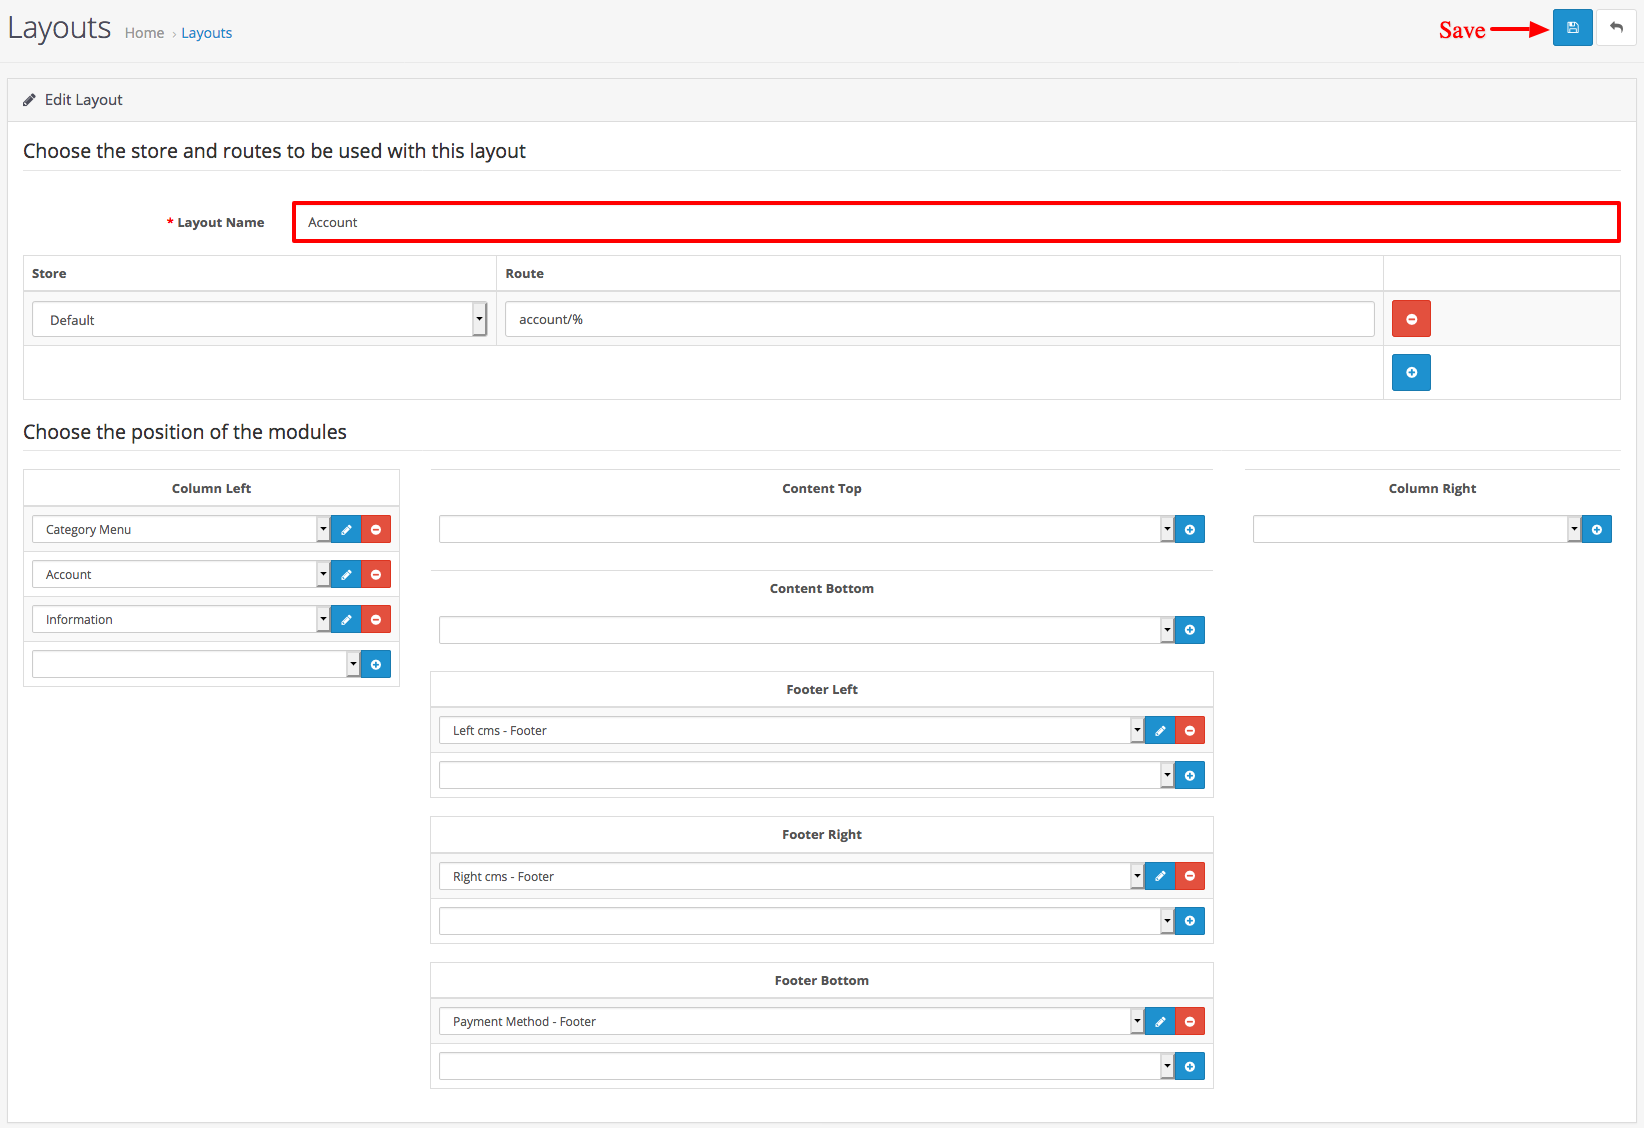 Layouts Home › Layouts
Save
Edit Layout
Choose the store and routes to be used with this layout
* Layout Name Account
Store Route
Default account/%
Choose the position of the modules
Column Left
Category Menu
Account
Information
Content Top
Content Bottom
Footer Left
Left cms - Footer
Footer Right
Right cms - Footer
Footer Bottom
Payment Method - Footer
Column Right